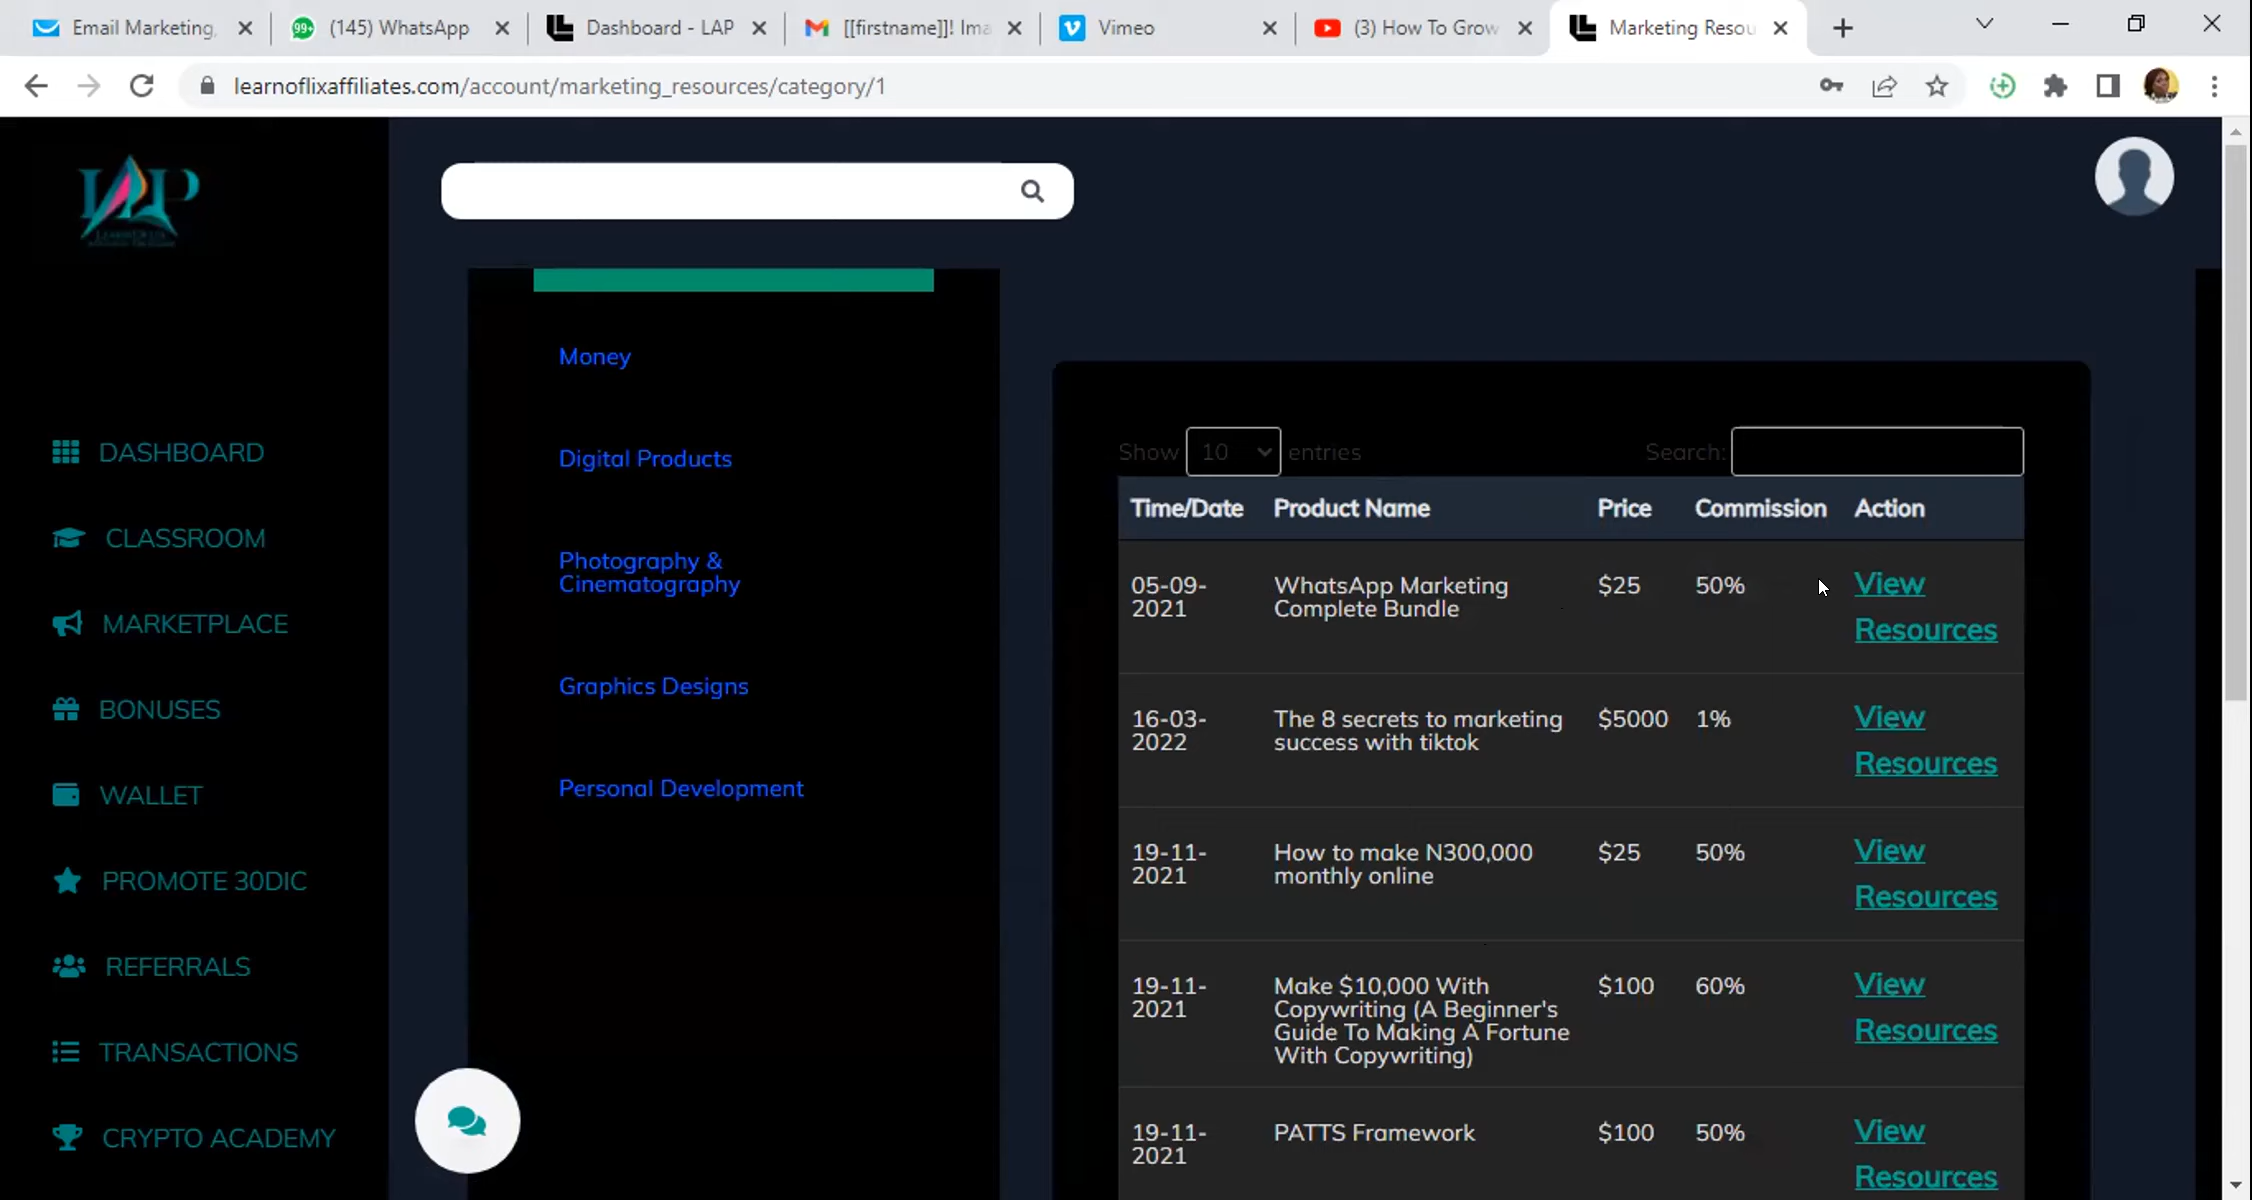 Email Marketing,
99+
(145) WhatsApp
Dashboard - LAP
[[firstname]]! Ima
Vimeo
(3) How To Grow
Marketing Resou
learnoflixaffiliates.com/account/marketing_resources/category/1
LAP
DASHBOARD
CLASSROOM
MARKETPLACE
BONUSES
WALLET
PROMOTE 30DIC
REFERRALS
TRANSACTIONS
CRYPTO ACADEMY
Money
Digital Products
Photography &
Cinematography
Graphics Designs
Personal Development
Show 10 entries
Search:
Time/Date Product Name Price Commission Action
05-09- WhatsApp Marketing $25 50% View
2021 Complete Bundle Resources
16-03- The 8 secrets to marketing $5000 1% View
2022 success with tiktok Resources
19-11- How to make N300,000 $25 50% View
2021 monthly online Resources
19-11- Make $10,000 With $100 60% View
2021 Copywriting (A Beginner's Resources
Guide To Making A Fortune
With Copywriting)
19-11- PATTS Framework $100 50% View
2021 Resources